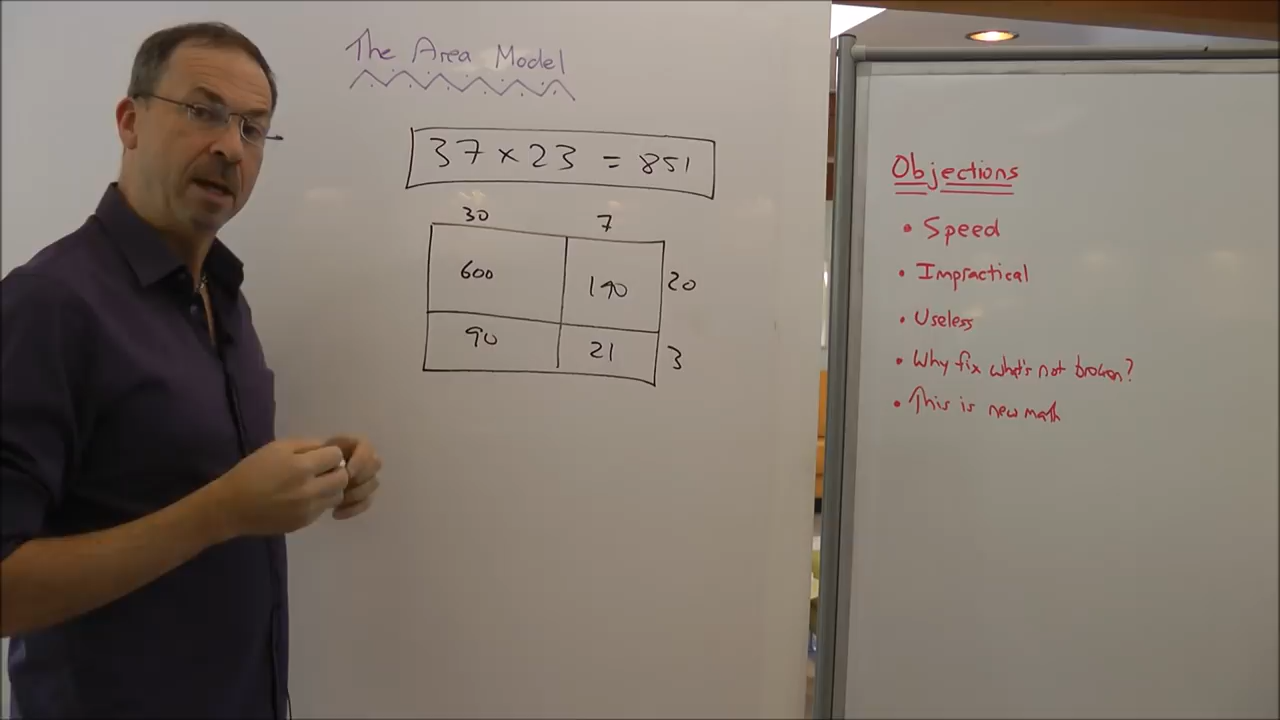 The Area Model
37 × 23 = 851
30 7
600 140 20
90 21 3
Objections
• Speed
• Impractical
• Useless
• Why fix what's not broken?
• This is new math